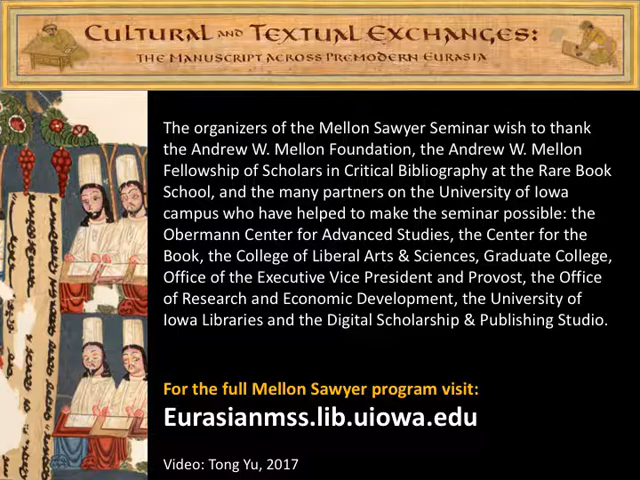 CULTURAL AND TEXTUAL EXCHANGES:
THE MANUSCRIPT ACROSS PREMODERN EURASIA
The organizers of the Mellon Sawyer Seminar wish to thank
the Andrew W. Mellon Foundation, the Andrew W. Mellon
Fellowship of Scholars in Critical Bibliography at the Rare Book
School, and the many partners on the University of Iowa
campus who have helped to make the seminar possible: the
Obermann Center for Advanced Studies, the Center for the
Book, the College of Liberal Arts & Sciences, Graduate College,
Office of the Executive Vice President and Provost, the Office
of Research and Economic Development, the University of
Iowa Libraries and the Digital Scholarship & Publishing Studio.
For the full Mellon Sawyer program visit:
Eurasianmss.lib.uiowa.edu
Video: Tong Yu, 2017